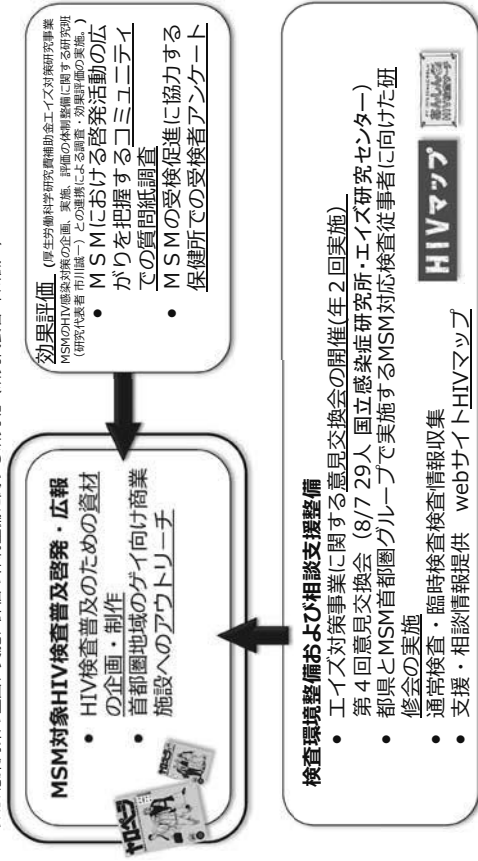 MSM対象HIV検査普及啓発・広報
• HIV検査普及のための資材
の企画・制作
• 首都圏地域のゲイ向け商業
施設へのアウトリーチ
ヤローページ
効果評価 (厚生労働科学研究費補助金エイズ対策研究事業
MSMのHIV感染対策の企画、実施、評価の体制整備に関する研究班
(研究代表者 市川誠一) との連携による調査・効果評価の実施。)
• MSMにおける啓発活動の広
がりを把握するコミュニティ
での質問紙調査
• MSMの受検促進に協力する
保健所での受検者アンケート
検査環境整備および相談支援整備
• エイズ対策事業に関する意見交換会の開催(年2回実施)
第4回意見交換会 (8/7 29人 国立感染症研究所・エイズ研究センター)
• 都県とMSM首都圏グループで実施するMSM対応検査従事者に向けた研
修会の実施
• 通常検査・臨時検査情報収集
• 支援・相談情報提供 webサイトHIVマップ
HIVマップ